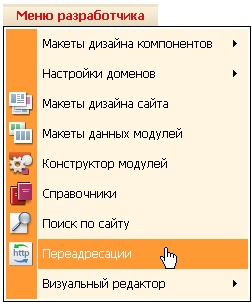 Меню разработчика
Макеты дизайна компонентов
Настройки доменов
Макеты дизайна сайта
Макеты данных модулей
Конструктор модулей
Справочники
Поиск по сайту
http Переадресации
Визуальный редактор